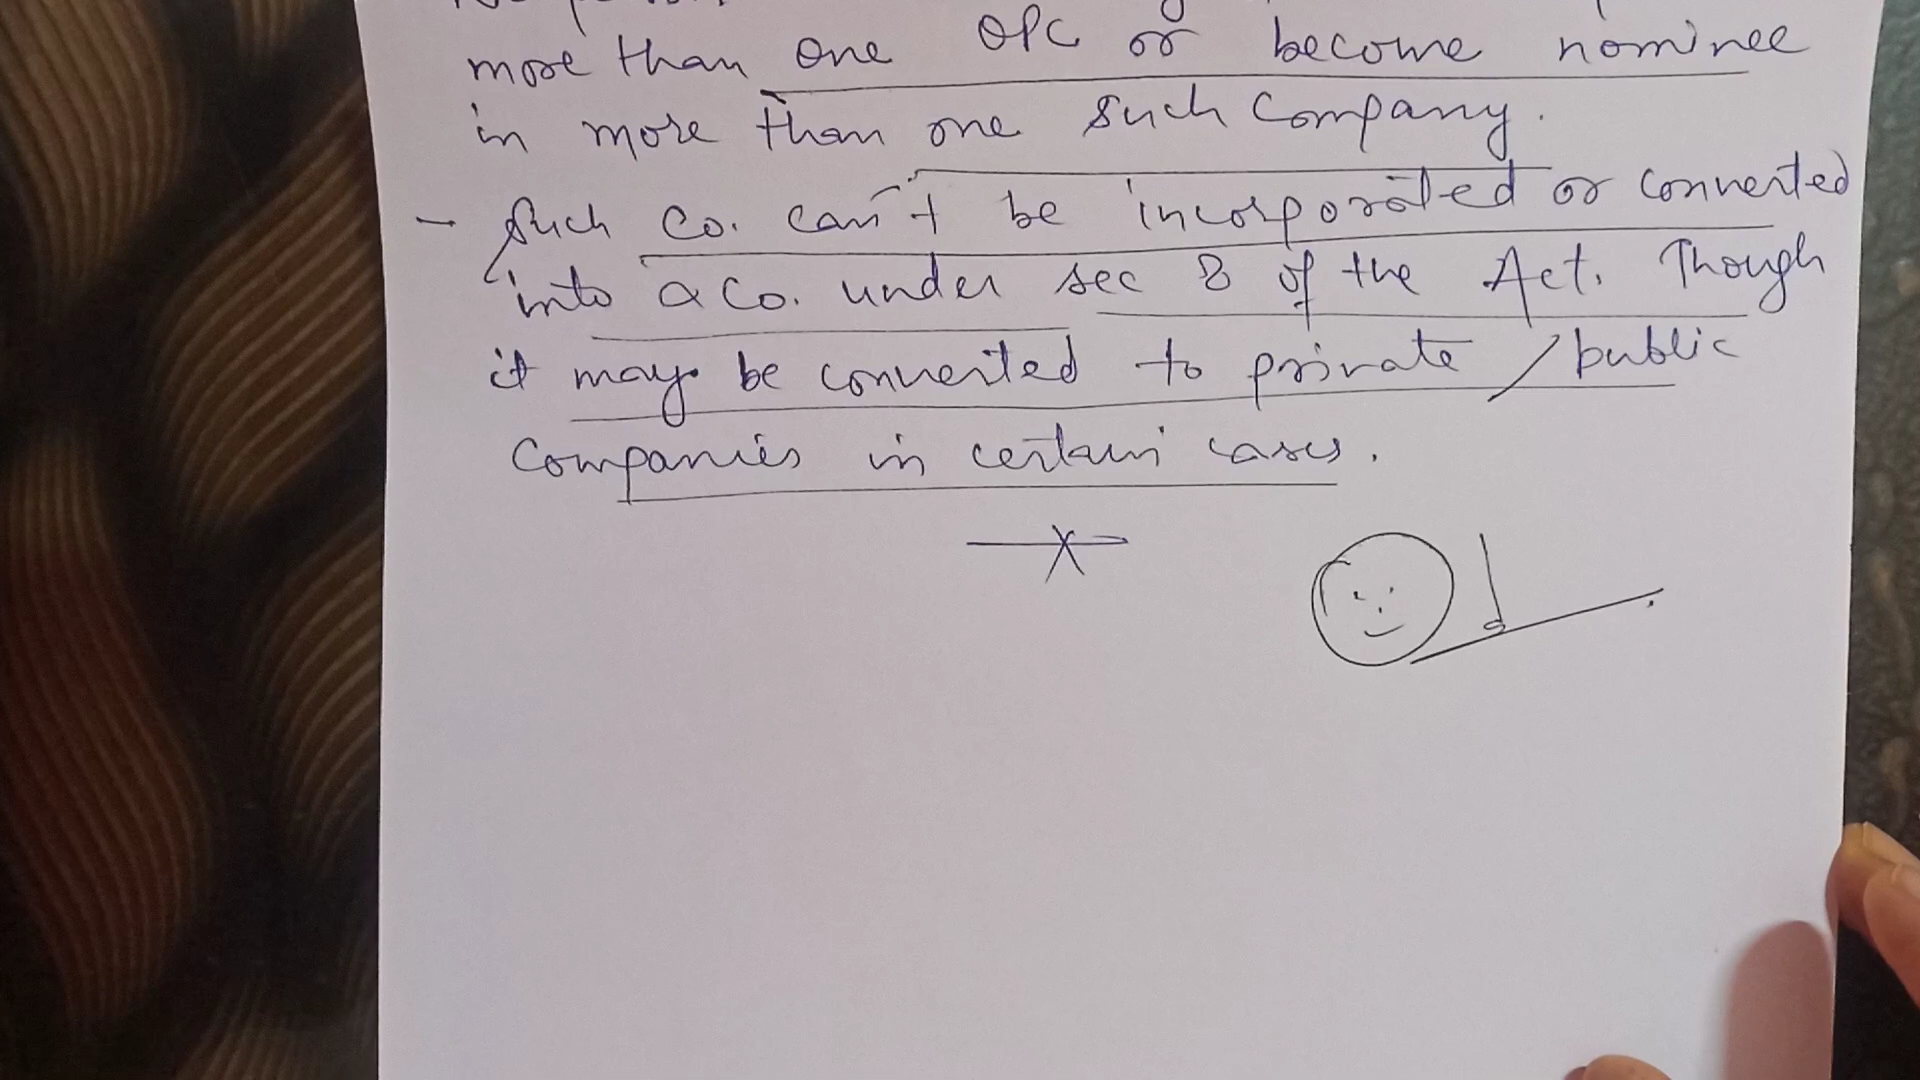 more than one OPC or become nominee
in more than one such company.
- Such Co. can't be incorporated or converted
into a Co. under sec 8 of the Act. Though
it may be converted to private / public
Companies in certain cases.